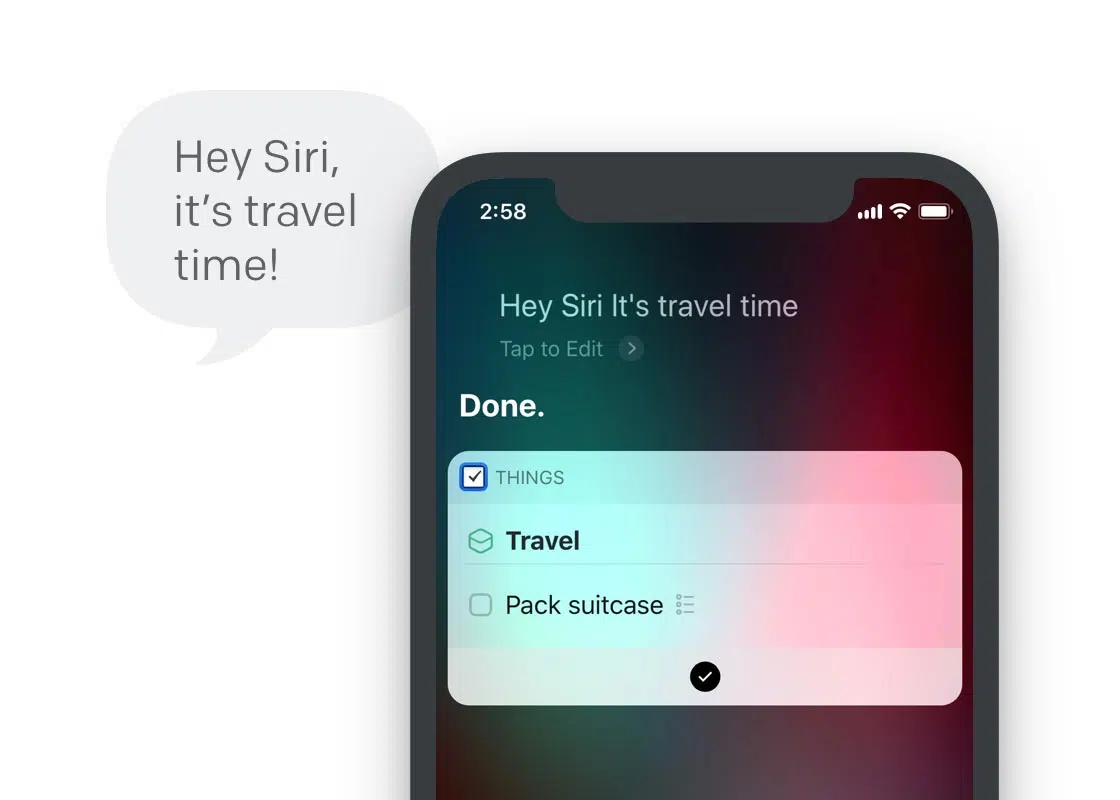 Hey Siri,
it’s travel
time!
2:58
Hey Siri It's travel time
Tap to Edit
Done.
THINGS
Travel
Pack suitcase